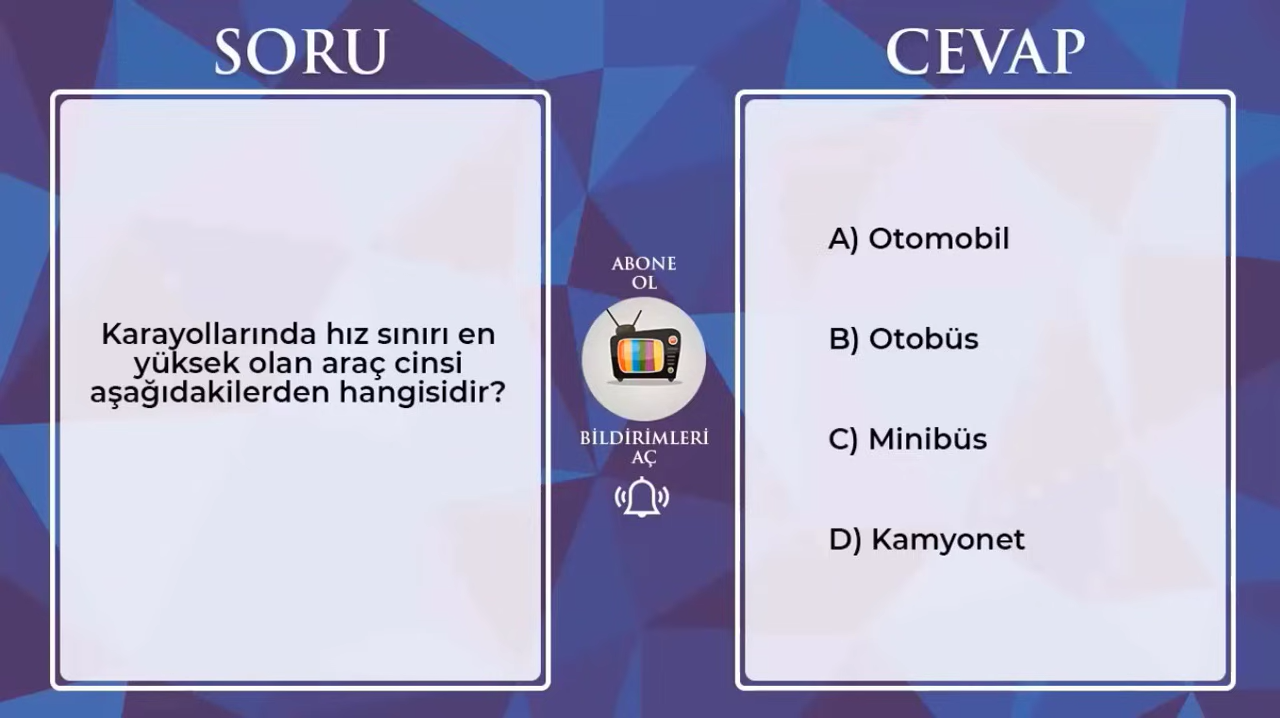 SORU
Karayollarında hız sınırı en
yüksek olan araç cinsi
aşağıdakilerden hangisidir?
ABONE
OL
BİLDİRİMLERİ
AÇ
CEVAP
A) Otomobil
B) Otobüs
C) Minibüs
D) Kamyonet